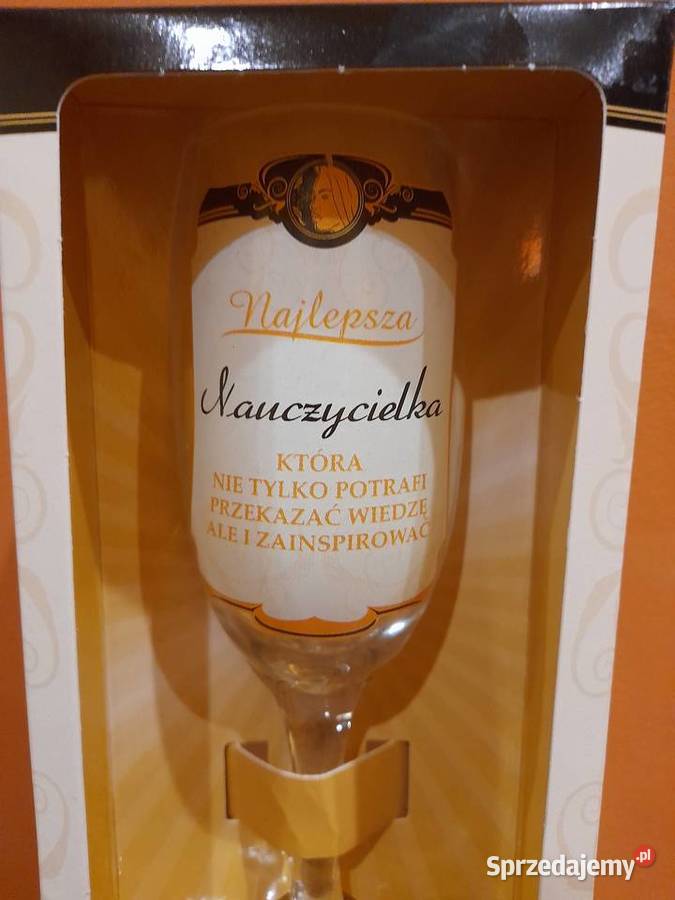 Najlepsza
Nauczycielka
KTÓRA
NIE TYLKO POTRAFI
PRZEKAZAĆ WIEDZĘ
ALE I ZAINSPIROWAĆ
Sprzedajemy.pl